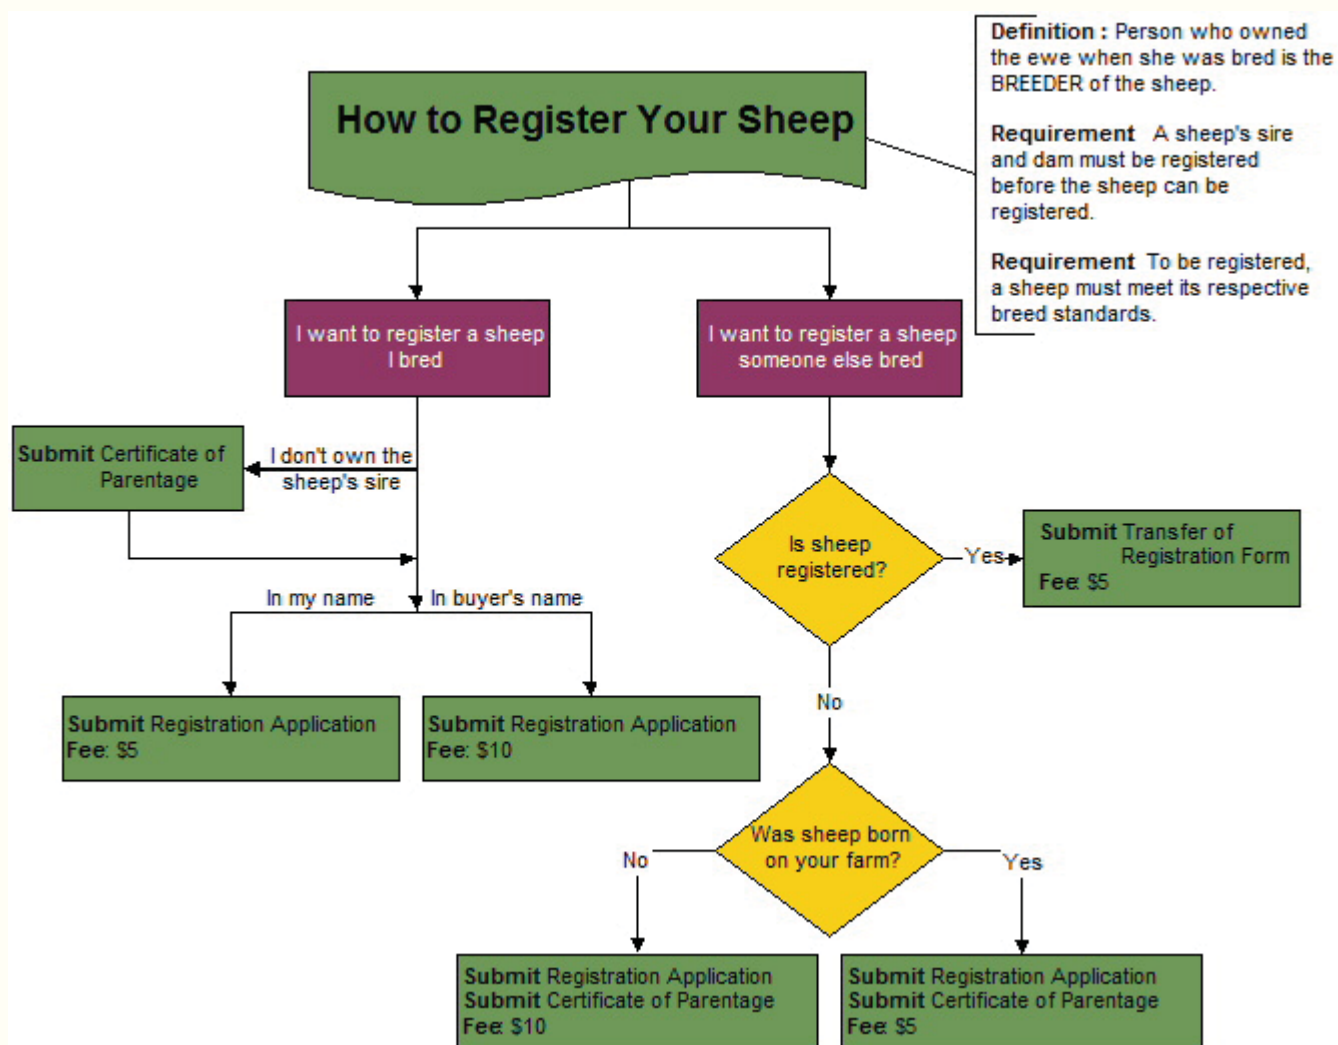 How to Register Your Sheep
Definition : Person who owned
the ewe when she was bred is the
BREEDER of the sheep.
Requirement A sheep's sire
and dam must be registered
before the sheep can be
registered.
Requirement To be registered,
a sheep must meet its respective
breed standards.
I want to register a sheep
I bred
I want to register a sheep
someone else bred
Submit Certificate of
Parentage
I don't own the
sheep's sire
Is sheep
registered?
Yes
Submit Transfer of
Registration Form
Fee: $5
In my name
In buyer's name
Submit Registration Application
Fee: $5
Submit Registration Application
Fee: $10
No
Was sheep born
on your farm?
No
Yes
Submit Registration Application
Submit Certificate of Parentage
Fee: $10
Submit Registration Application
Submit Certificate of Parentage
Fee: $5